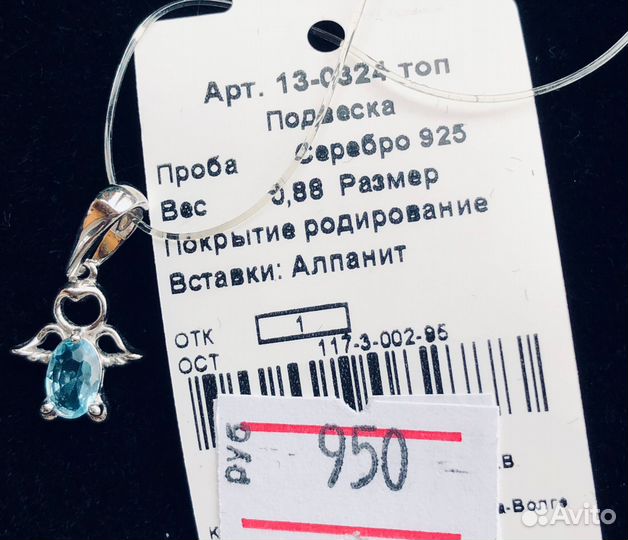 Арт. 13-0324 топ
Подвеска
Проба Серебро 925
Вес 0,88 Размер
Покрытие родирование
Вставки: Алпанит
ОТК 1
ОСТ 117-3-002-95
руб 950
.В
а-Волге
к
Avito